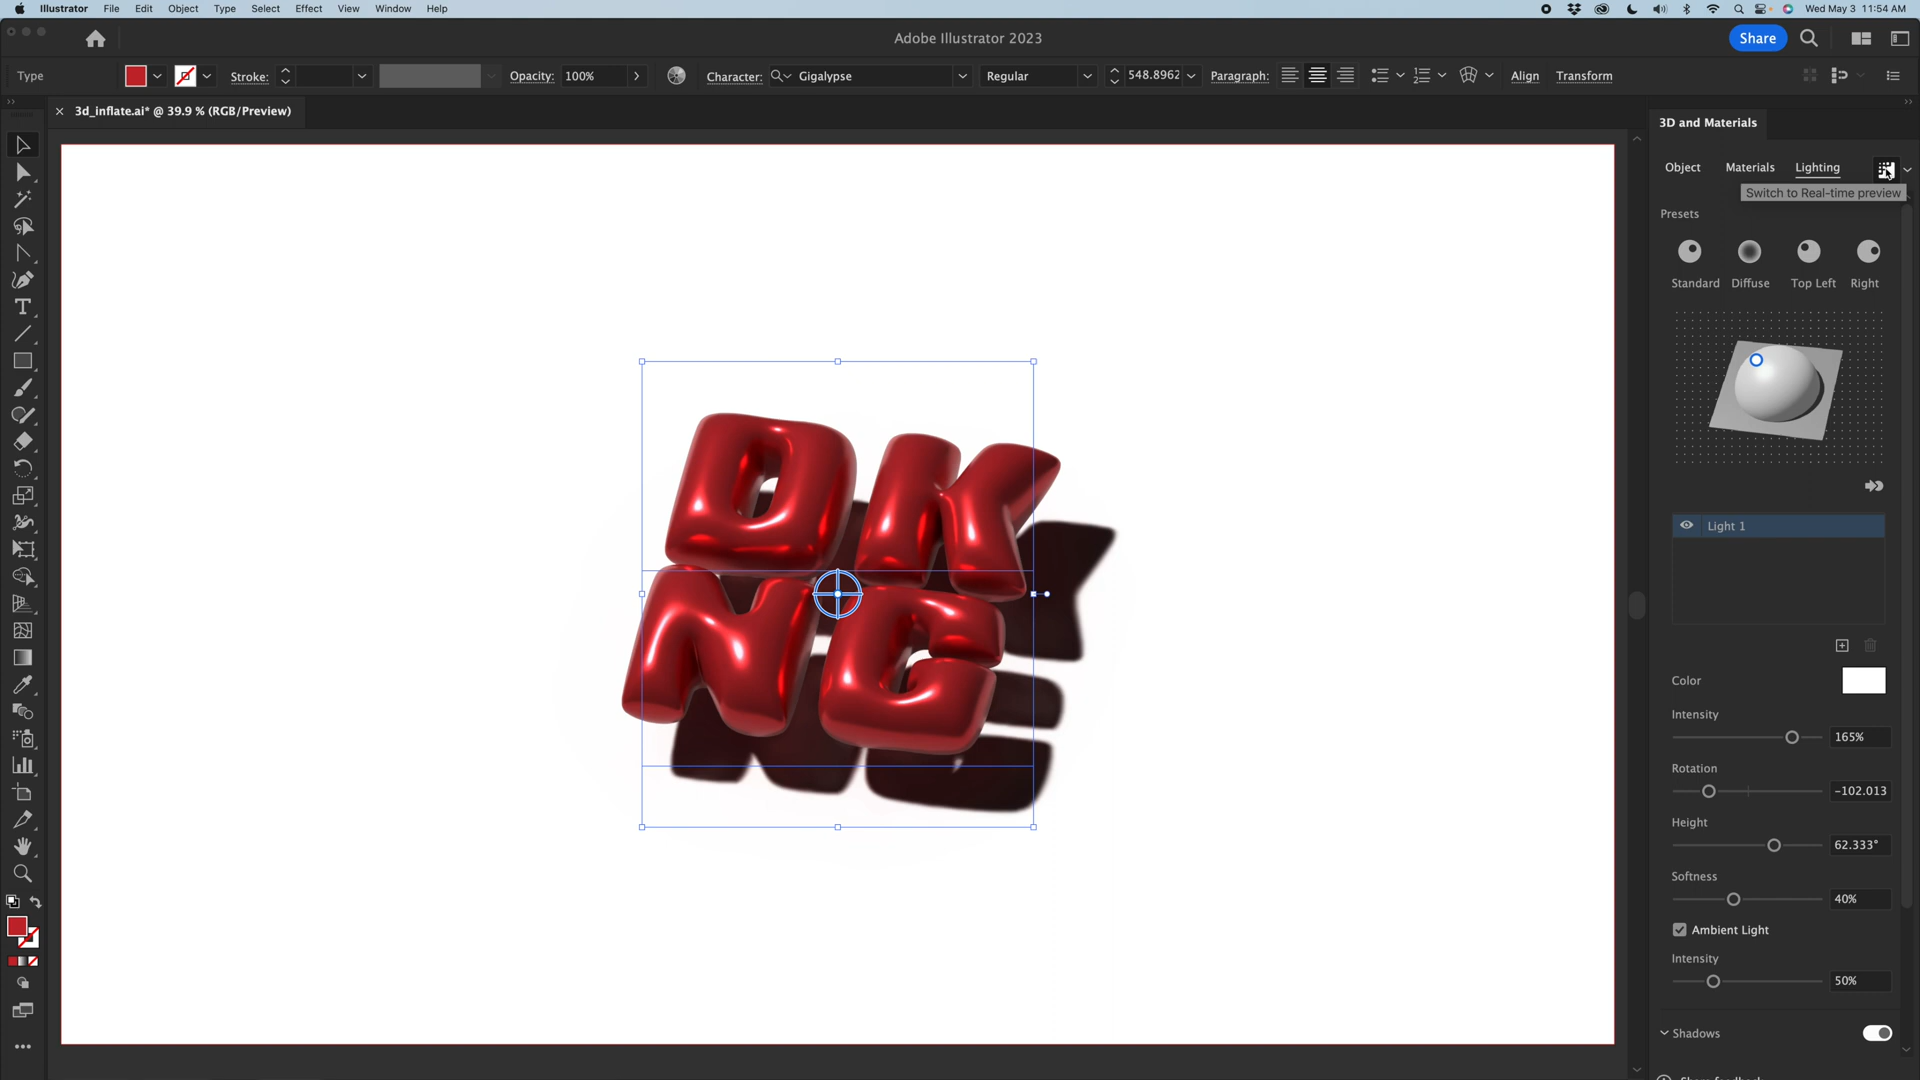 Illustrator File Edit Object Type Select Effect View Window Help Wed May 3 11:54 AM
Adobe Illustrator 2023 Share
Type Stroke: Opacity: 100% Character: Gigalypse Regular 548.8962 Paragraph: Align Transform
3d_inflate.ai* @ 39.9 % (RGB/Preview)
3D and Materials
Object Materials Lighting
Switch to Real-time preview
Presets
Standard Diffuse Top Left Right
DK
NG
Light 1
Color
Intensity
165%
Rotation
-102.013
Height
62.333°
Softness
40%
Ambient Light
Intensity
50%
Shadows